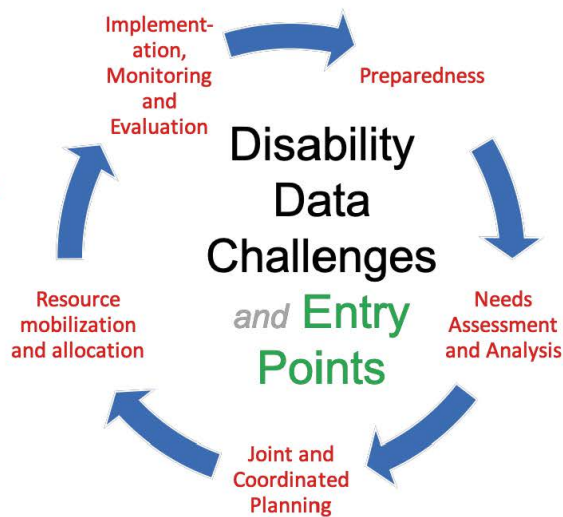 Implement-
ation,
Monitoring
and
Evaluation
Preparedness
Disability
Data
Challenges
and Entry
Points
Resource
mobilization
and allocation
Needs
Assessment
and Analysis
Joint and
Coordinated
Planning